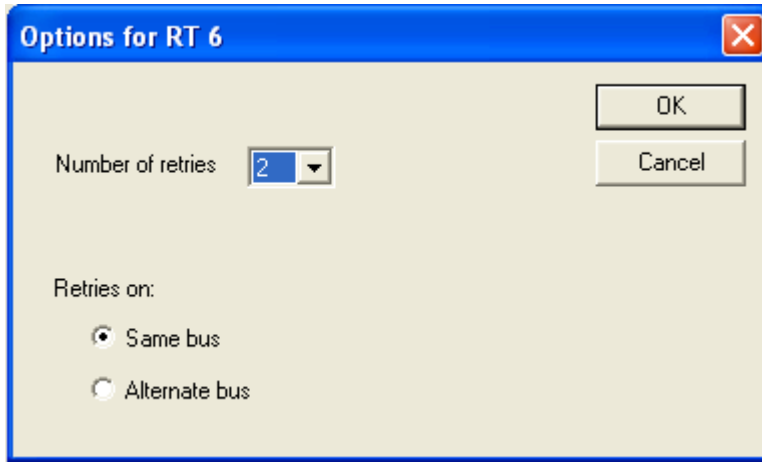 Options for RT 6
OK
Number of retries 2
Cancel
Retries on:
Same bus
Alternate bus